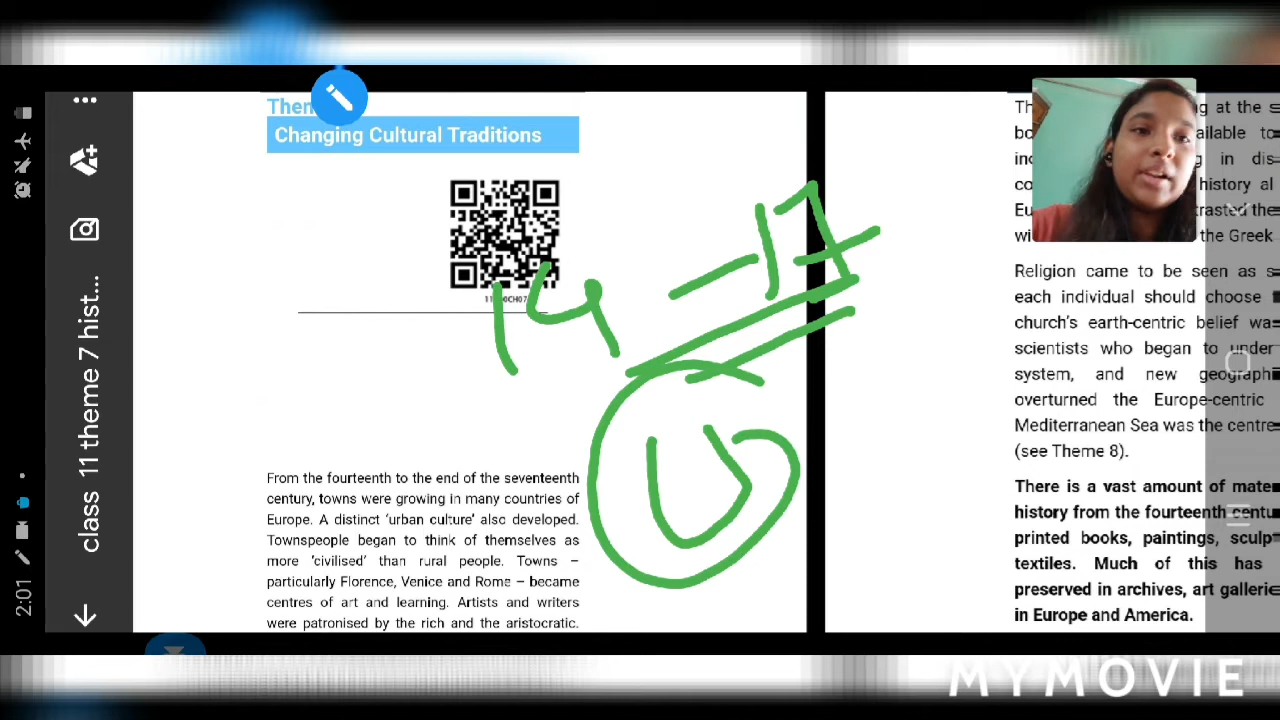 Changing Cultural Traditions
14 - 17
U
From the fourteenth to the end of the seventeenth
century, towns were growing in many countries of
Europe. A distinct ‘urban culture’ also developed.
Townspeople began to think of themselves as
more ‘civilised’ than rural people. Towns –
particularly Florence, Venice and Rome – became
centres of art and learning. Artists and writers
were patronised by the rich and the aristocratic.
history al
the Greek
Religion came to be seen as s
each individual should choose
church’s earth-centric belief wa
scientists who began to under
system, and new geographi
overturned the Europe-centric
Mediterranean Sea was the centre
(see Theme 8).
There is a vast amount of mate
history from the fourteenth centu
printed books, paintings, sculp
textiles. Much of this has
preserved in archives, art gallerie
in Europe and America.
class 11 theme 7 hist...
2:01
MYMOVIE